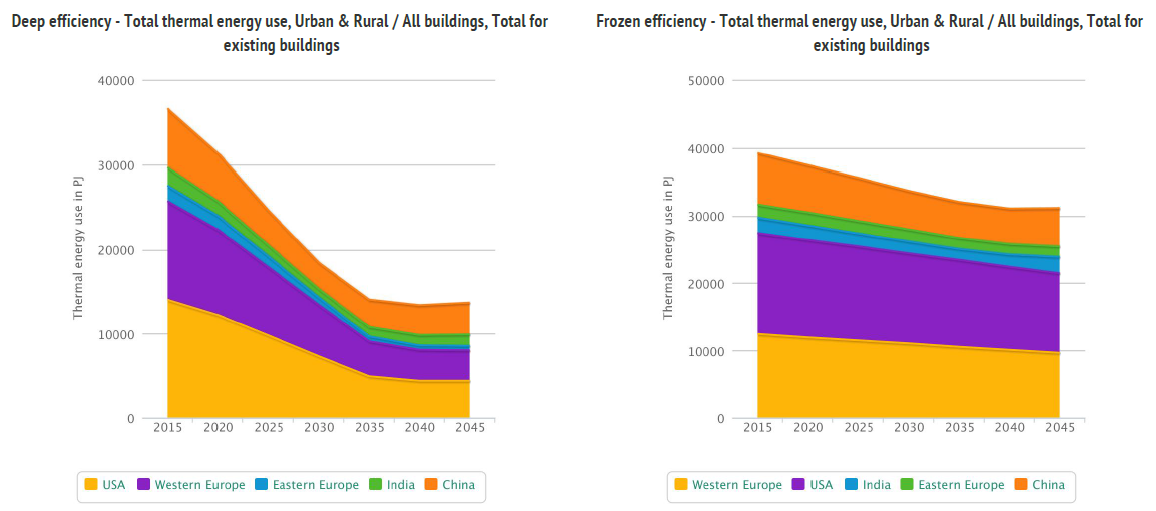 Deep efficiency - Total thermal energy use, Urban & Rural / All buildings, Total for
existing buildings
40000
30000
20000
10000
0
Thermal energy use in PJ
2015 2020 2025 2030 2035 2040 2045
USA Western Europe Eastern Europe India China
Frozen efficiency - Total thermal energy use, Urban & Rural / All buildings, Total for
existing buildings
50000
40000
30000
20000
10000
0
Thermal energy use in PJ
2015 2020 2025 2030 2035 2040 2045
Western Europe USA India Eastern Europe China